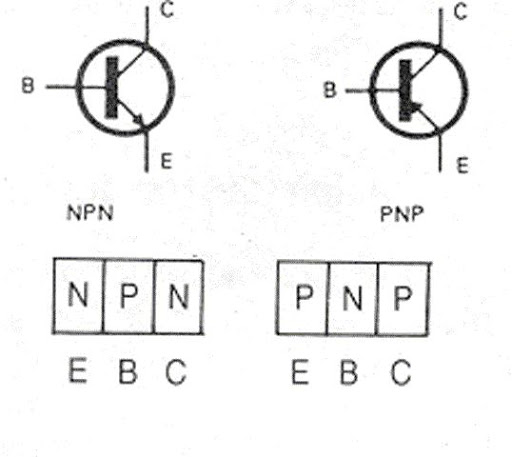 C C
B B
E E
NPN PNP
N P N P N P
E B C E B C